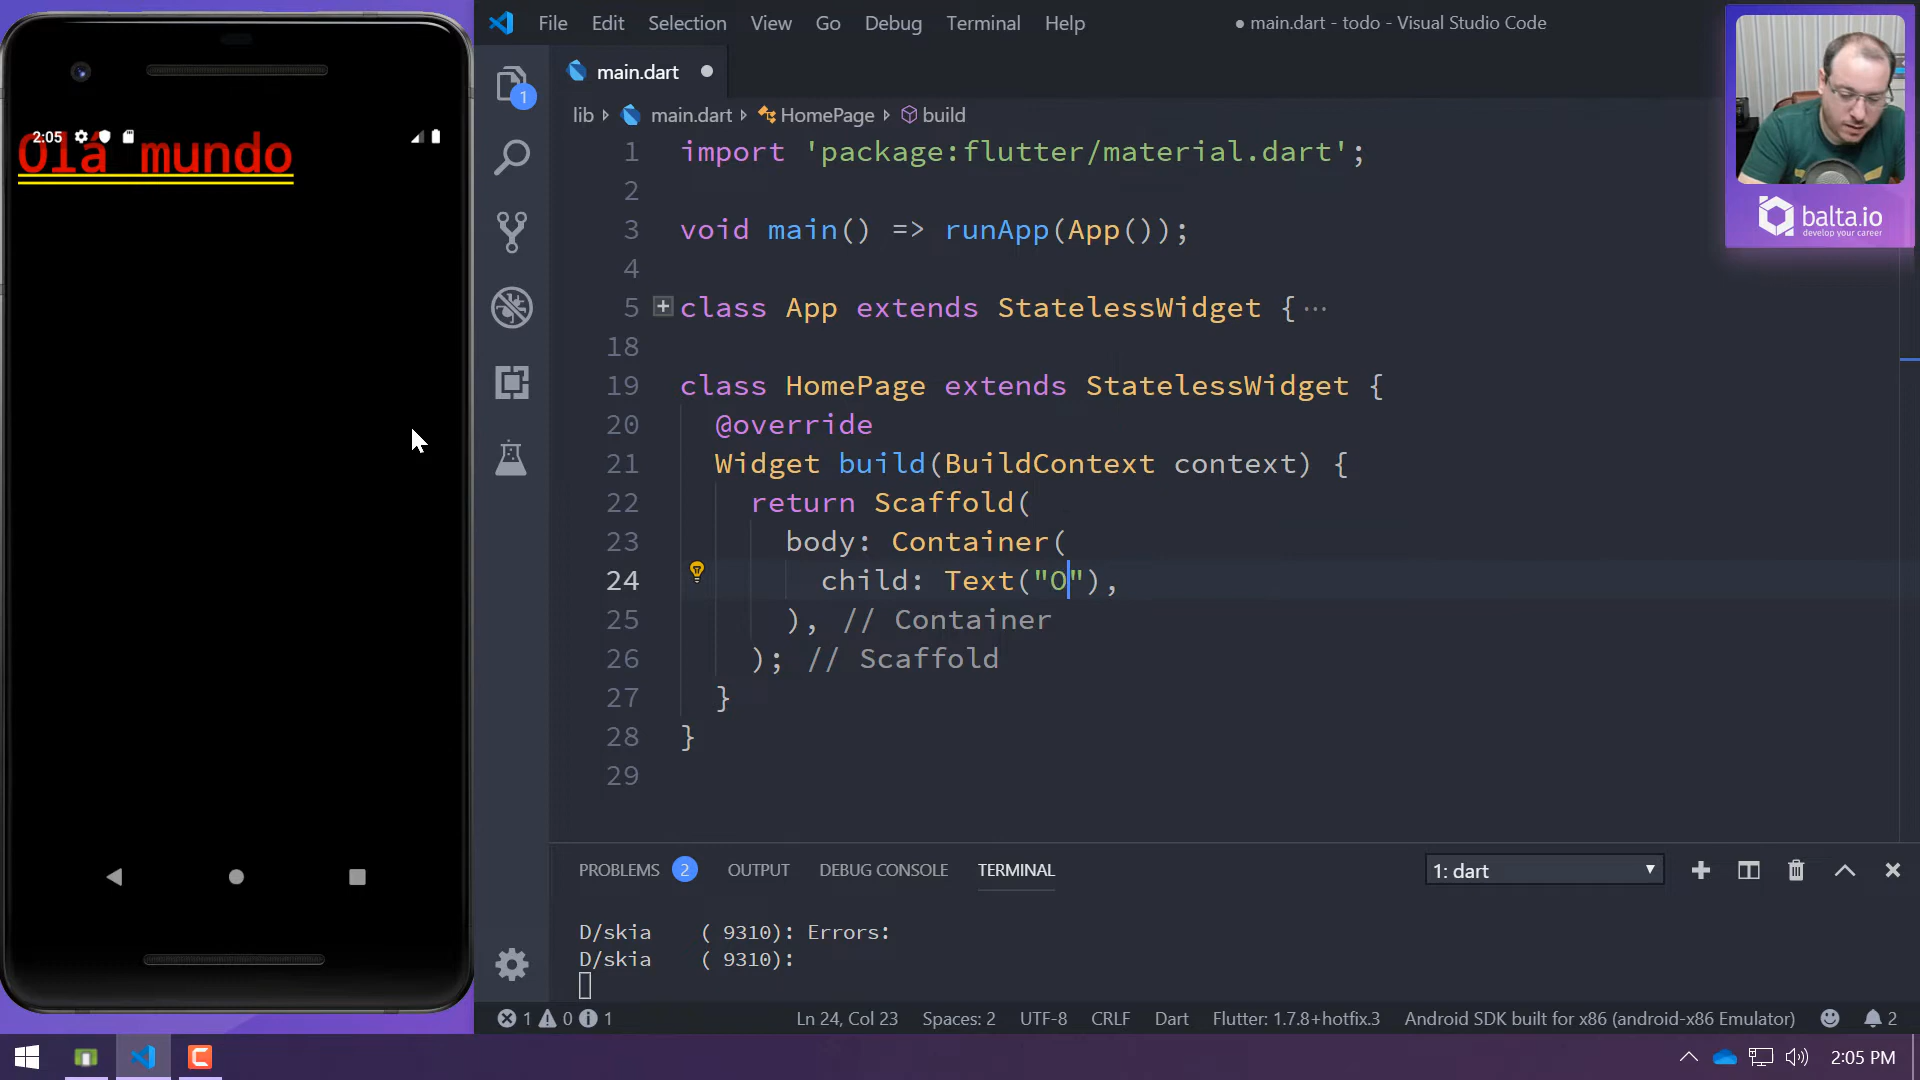 2:05
Olá mundo
File Edit Selection View Go Debug Terminal Help
● main.dart - todo - Visual Studio Code
main.dart
1
lib main.dart HomePage build
1 import 'package:flutter/material.dart';
2
3 void main() => runApp(App());
4
5 class App extends StatelessWidget {···
18
19 class HomePage extends StatelessWidget {
20 @override
21 Widget build(BuildContext context) {
22 return Scaffold(
23 body: Container(
24 child: Text("O"),
25 ), // Container
26 ); // Scaffold
27 }
28 }
29
balta.io
develop your career
PROBLEMS 2 OUTPUT DEBUG CONSOLE TERMINAL 1: dart
D/skia ( 9310): Errors:
D/skia ( 9310):
1 0 1 Ln 24, Col 23 Spaces: 2 UTF-8 CRLF Dart Flutter: 1.7.8+hotfix.3 Android SDK built for x86 (android-x86 Emulator) 2
2:05 PM